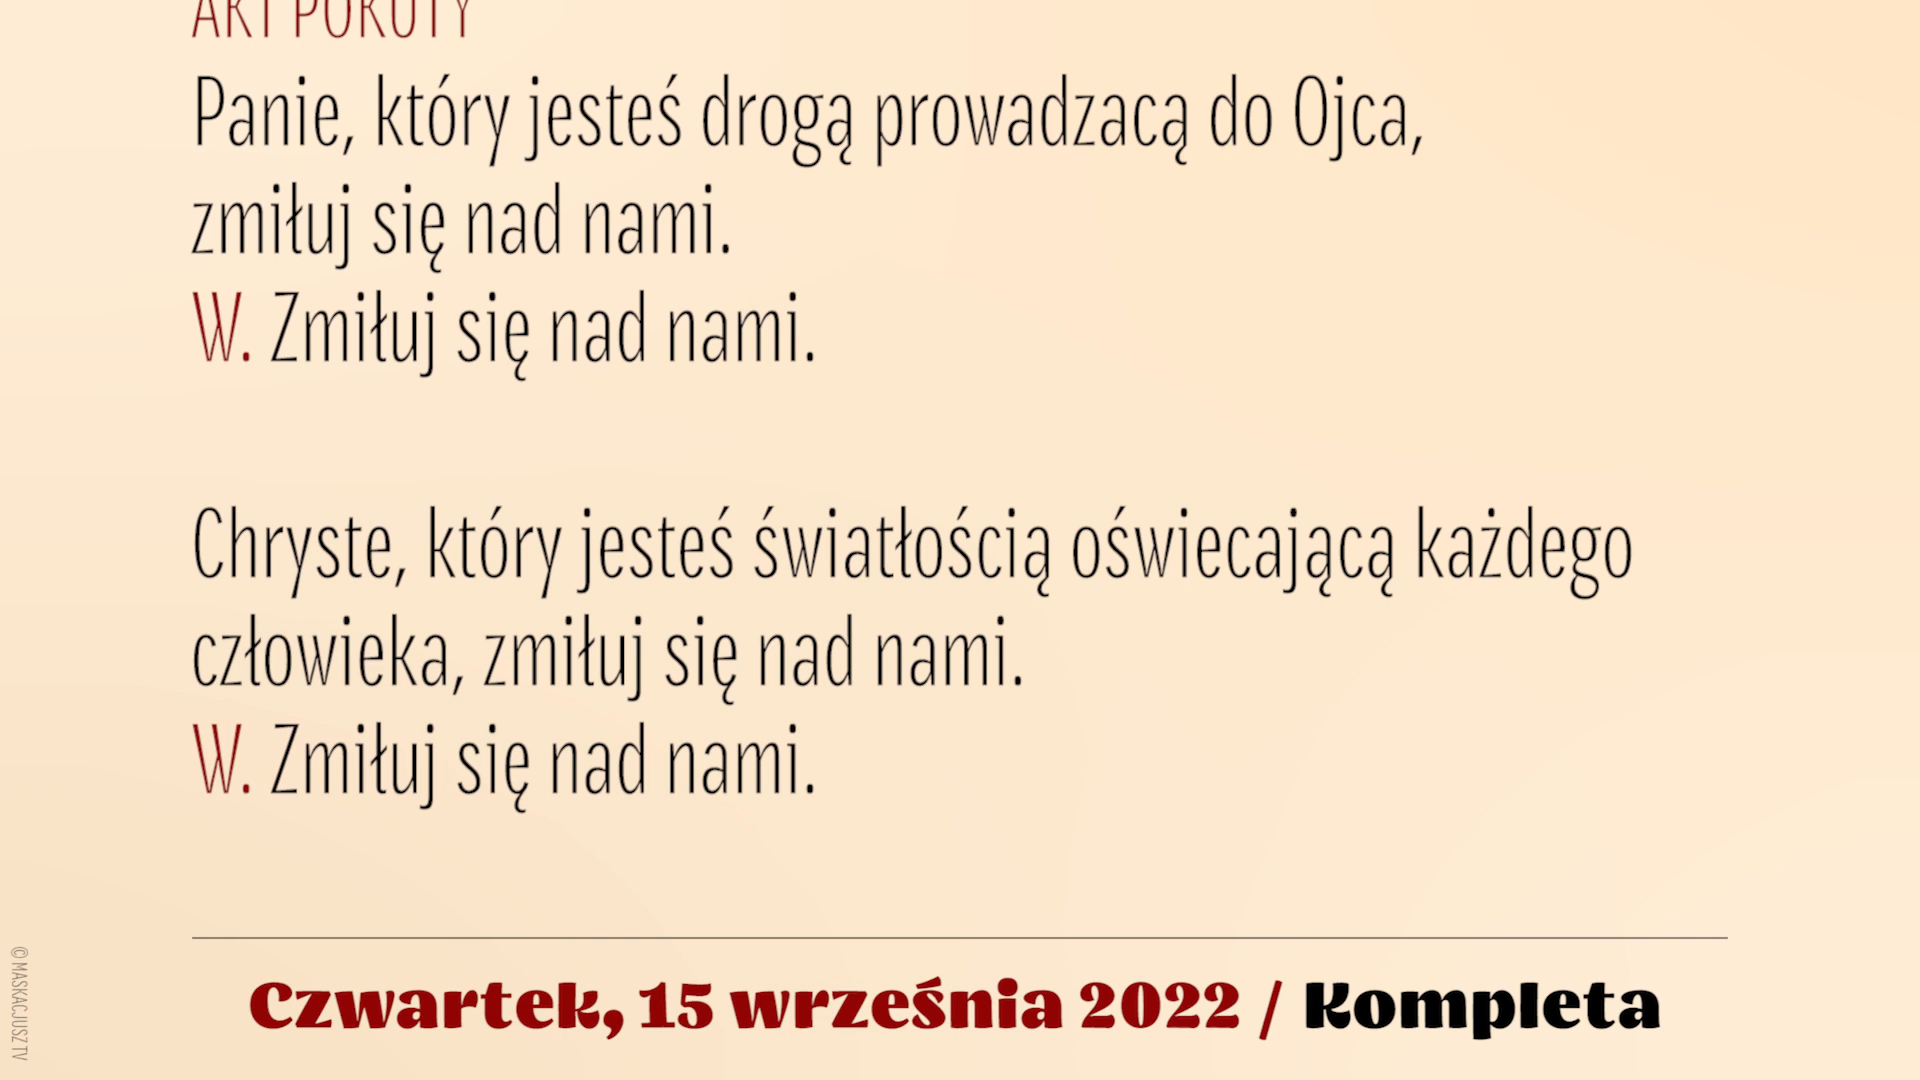 AKT POKUTY
Panie, który jesteś drogą prowadzacą do Ojca,
zmiłuj się nad nami.
W. Zmiłuj się nad nami.
Chryste, który jesteś światłością oświecającą każdego
człowieka, zmiłuj się nad nami.
W. Zmiłuj się nad nami.
Czwartek, 15 września 2022 / Kompleta
© MASKACJUSZ TV